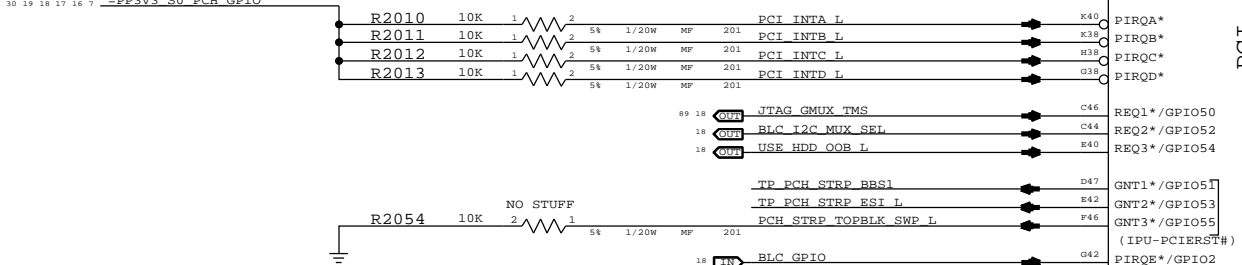 30 19 18 17 16 7 =PP3V3_S0_PCH_GPIO
R2010 10K 1 2 5% 1/20W MF 201 PCI_INTA_L K40 PIRQA*
R2011 10K 1 2 5% 1/20W MF 201 PCI_INTB_L K38 PIRQB*
R2012 10K 1 2 5% 1/20W MF 201 PCI_INTC_L H38 PIRQC*
R2013 10K 1 2 5% 1/20W MF 201 PCI_INTD_L G38 PIRQD*
PCI
89 18 OUT JTAG_GMUX_TMS C46 REQ1*/GPIO50
18 OUT BLC_I2C_MUX_SEL C44 REQ2*/GPIO52
18 OUT USE_HDD_OOB_L E40 REQ3*/GPIO54
TP_PCH_STRP_BBS1 D47 GNT1*/GPIO51
TP_PCH_STRP_ESI_L E42 GNT2*/GPIO53
NO STUFF
R2054 10K 2 1 5% 1/20W MF 201 PCH_STRP_TOPBLK_SWP_L F46 GNT3*/GPIO55
(IPU-PCIERST#)
18 IN BLC_GPIO G42 PIRQE*/GPIO2